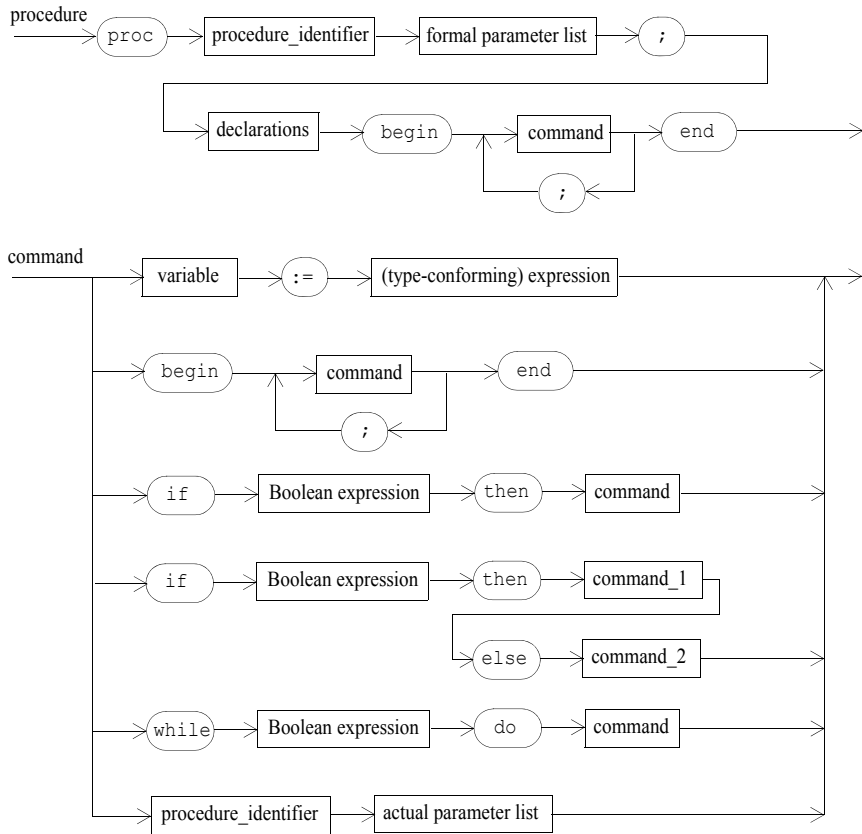 procedure
proc procedure_identifier formal parameter list ;
declarations begin command end
;
command
variable := (type-conforming) expression
begin command end
;
if Boolean expression then command
if Boolean expression then command_1
else command_2
while Boolean expression do command
procedure_identifier actual parameter list